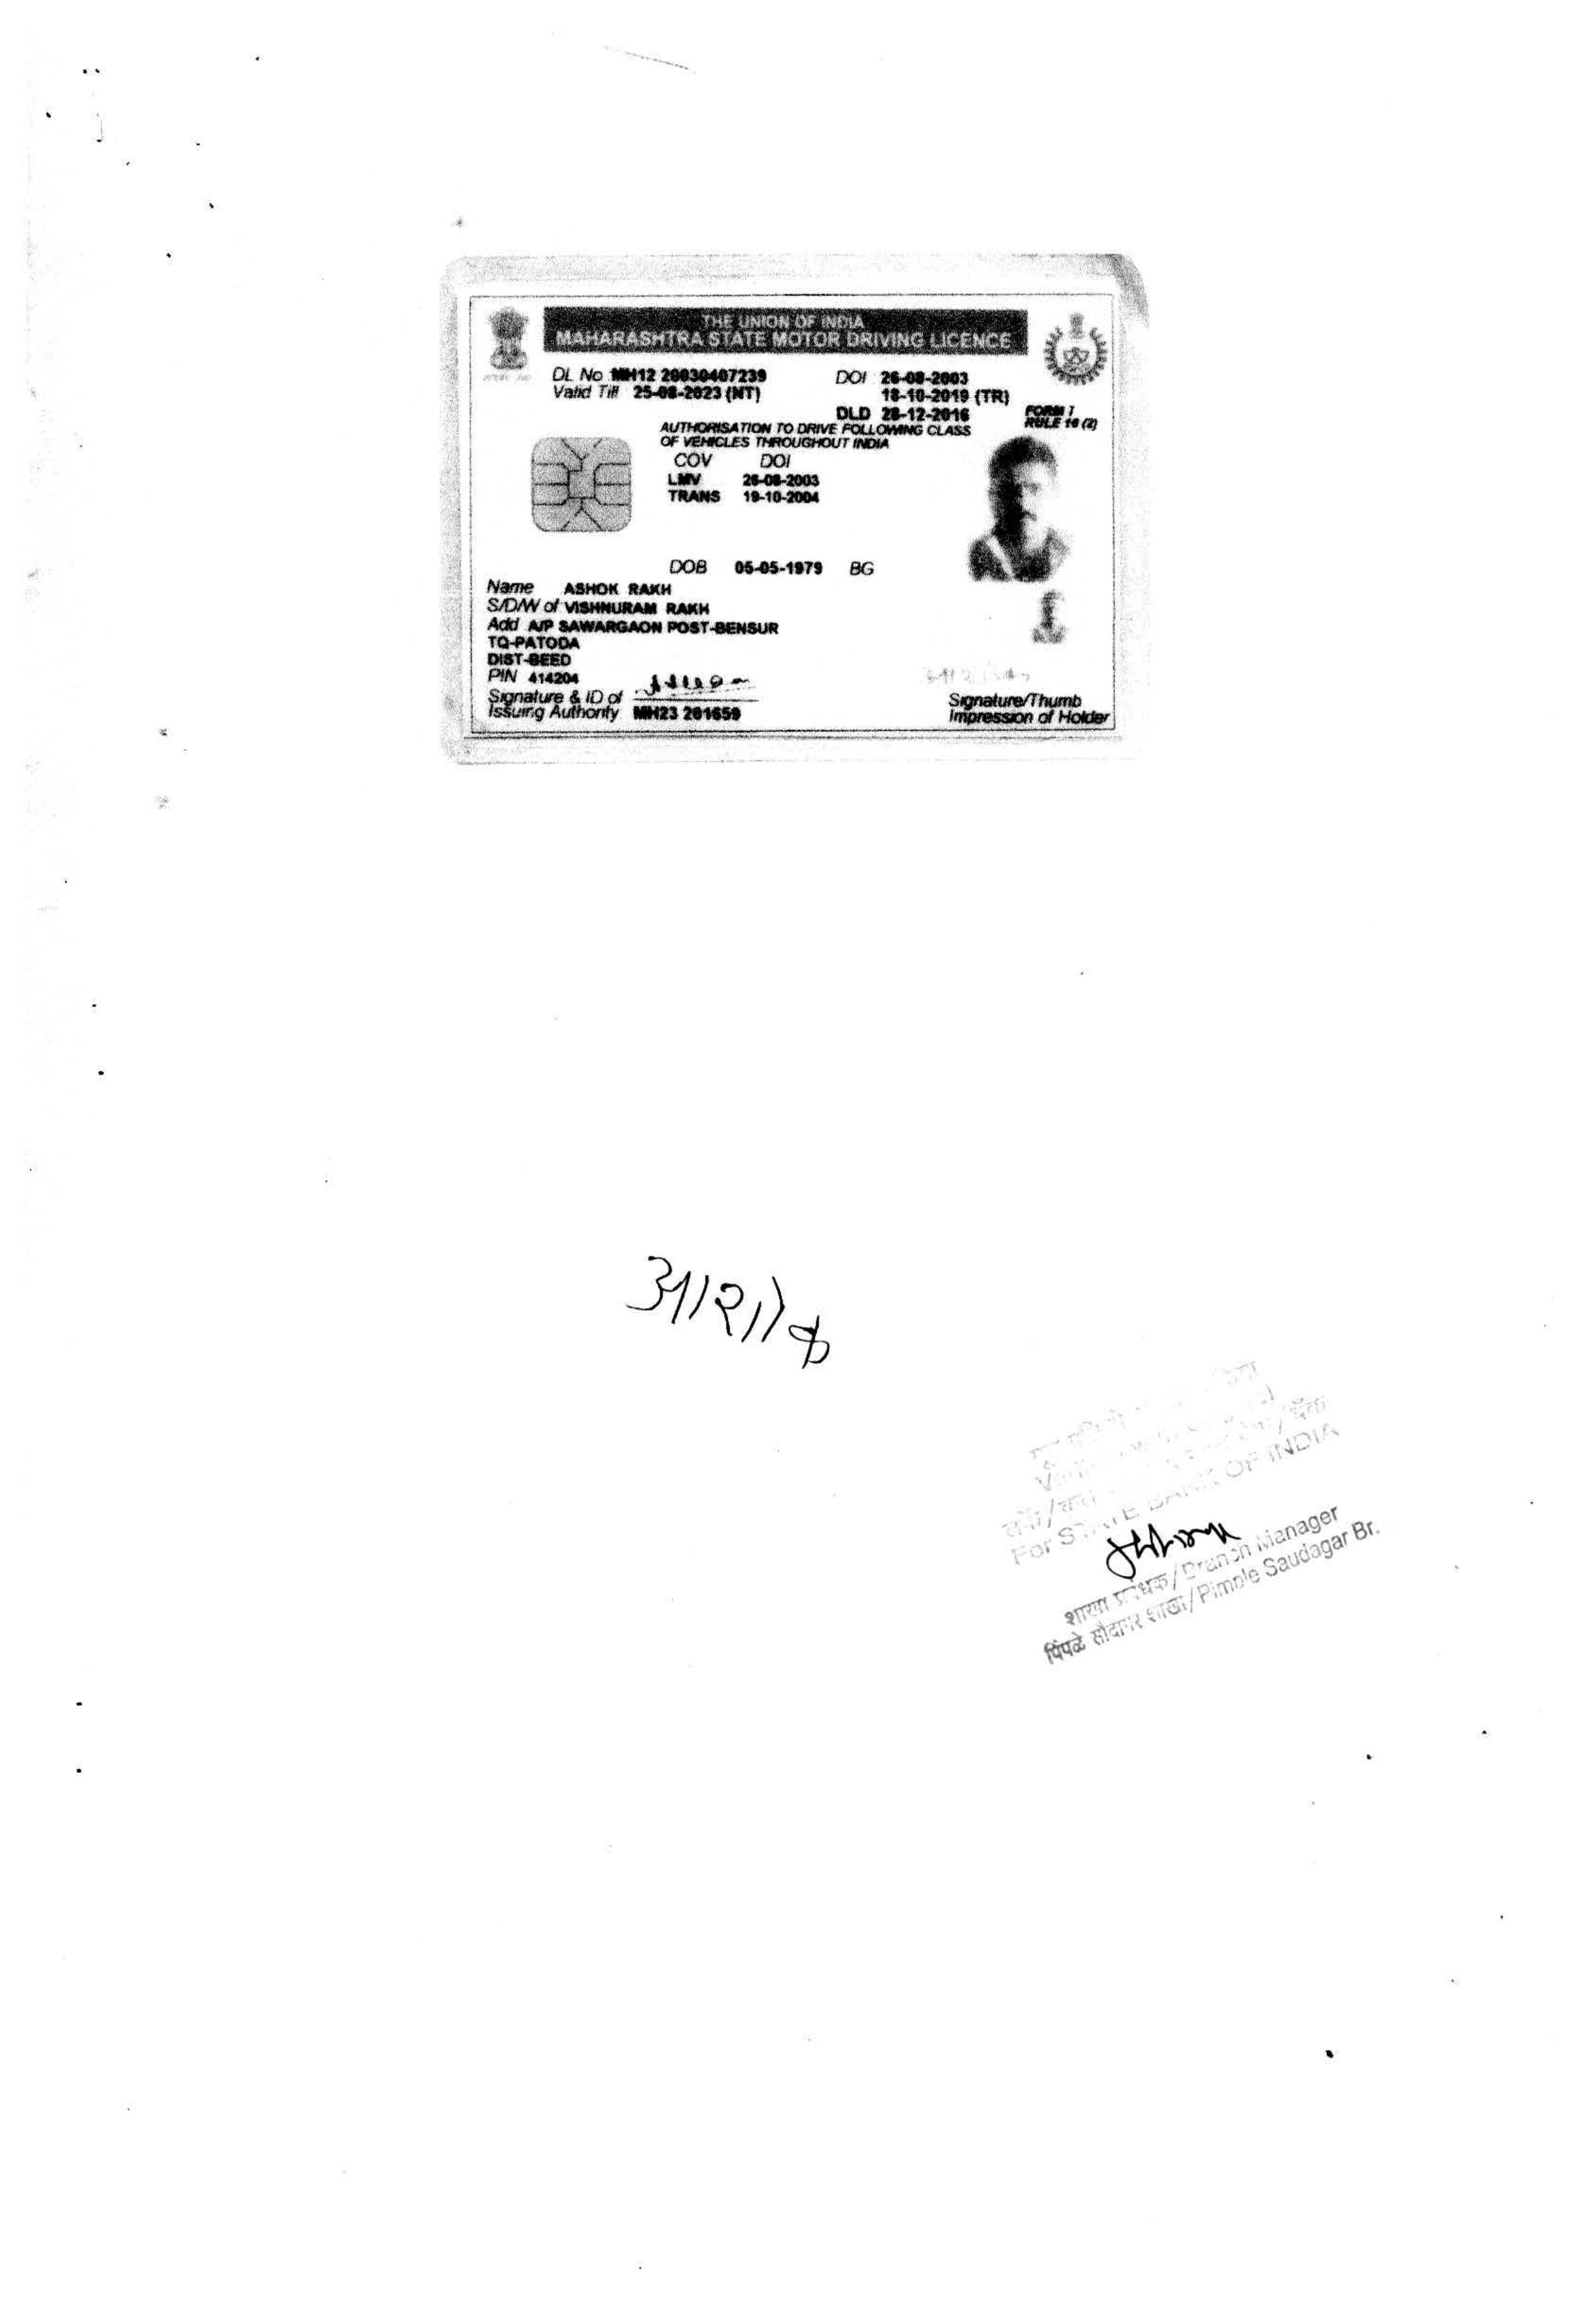 THE UNION OF INDIA
MAHARASHTRA STATE MOTOR DRIVING LICENCE
DL No MH12 20030407239 DOI 26-08-2003
Valid Till 25-08-2023 (NT) 18-10-2019 (TR)
DLD 28-12-2016 FORM 7
RULE 16 (2)
AUTHORISATION TO DRIVE FOLLOWING CLASS
OF VEHICLES THROUGHOUT INDIA
COV DOI
LMV 26-08-2003
TRANS 19-10-2004
DOB 05-05-1979 BG
Name ASHOK RAKH
S/D/W of VISHNURAM RAKH
Add A/P SAWARGAON POST-BENSUR
TQ-PATODA
DIST-BEED
PIN 414204
Signature & ID of
Issuing Authority MH23 201659
Signature/Thumb
Impression of Holder
For STATE BANK OF INDIA
शाखा प्रबंधक/Branch Manager
पिंपळे सौदागर शाखा/Pimple Saudagar Br.